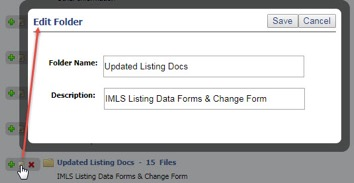 Edit Folder Save Cancel
Folder Name: Updated Listing Docs
Description: IMLS Listing Data Forms & Change Form
Updated Listing Docs - 15 Files
IMLS Listing Data Forms & Change Form